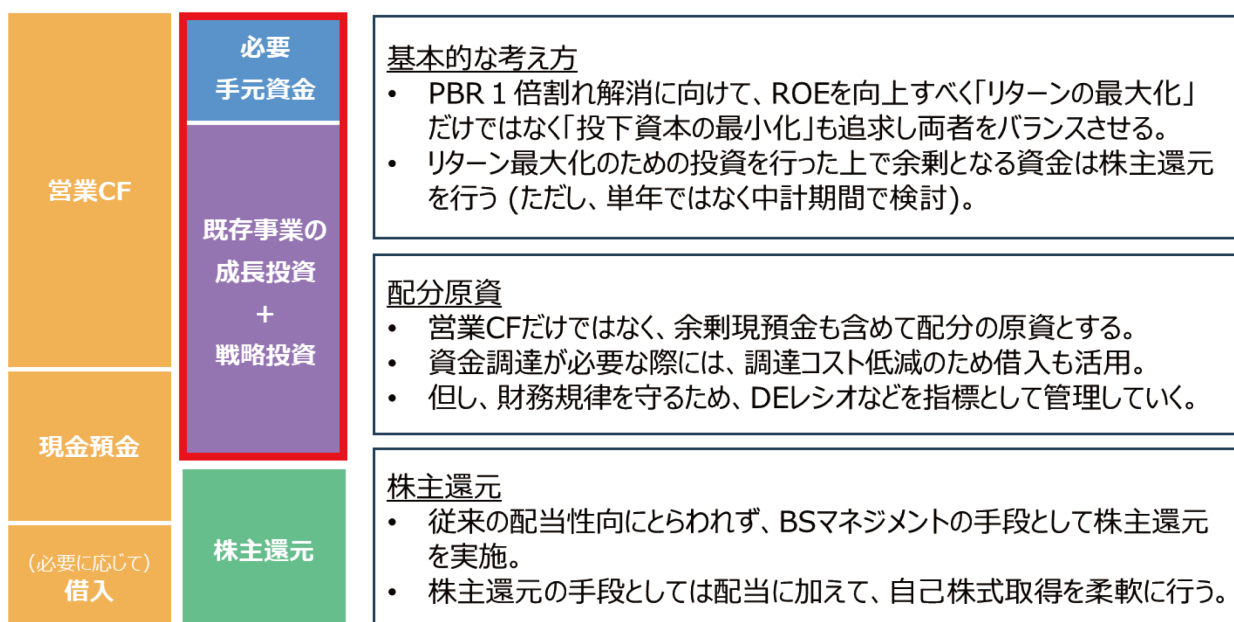 営業CF
現金預金
(必要に応じて)
借入
必要
手元資金
既存事業の
成長投資
+
戦略投資
株主還元
基本的な考え方
• PBR１倍割れ解消に向けて、ROEを向上すべく「リターンの最大化」
だけではなく「投下資本の最小化」も追求し両者をバランスさせる。
• リターン最大化のための投資を行った上で余剰となる資金は株主還元
を行う (ただし、単年ではなく中計期間で検討)。
配分原資
• 営業CFだけではなく、余剰現預金も含めて配分の原資とする。
• 資金調達が必要な際には、調達コスト低減のため借入も活用。
• 但し、財務規律を守るため、DEレシオなどを指標として管理していく。
株主還元
• 従来の配当性向にとらわれず、BSマネジメントの手段として株主還元
を実施。
• 株主還元の手段としては配当に加えて、自己株式取得を柔軟に行う。